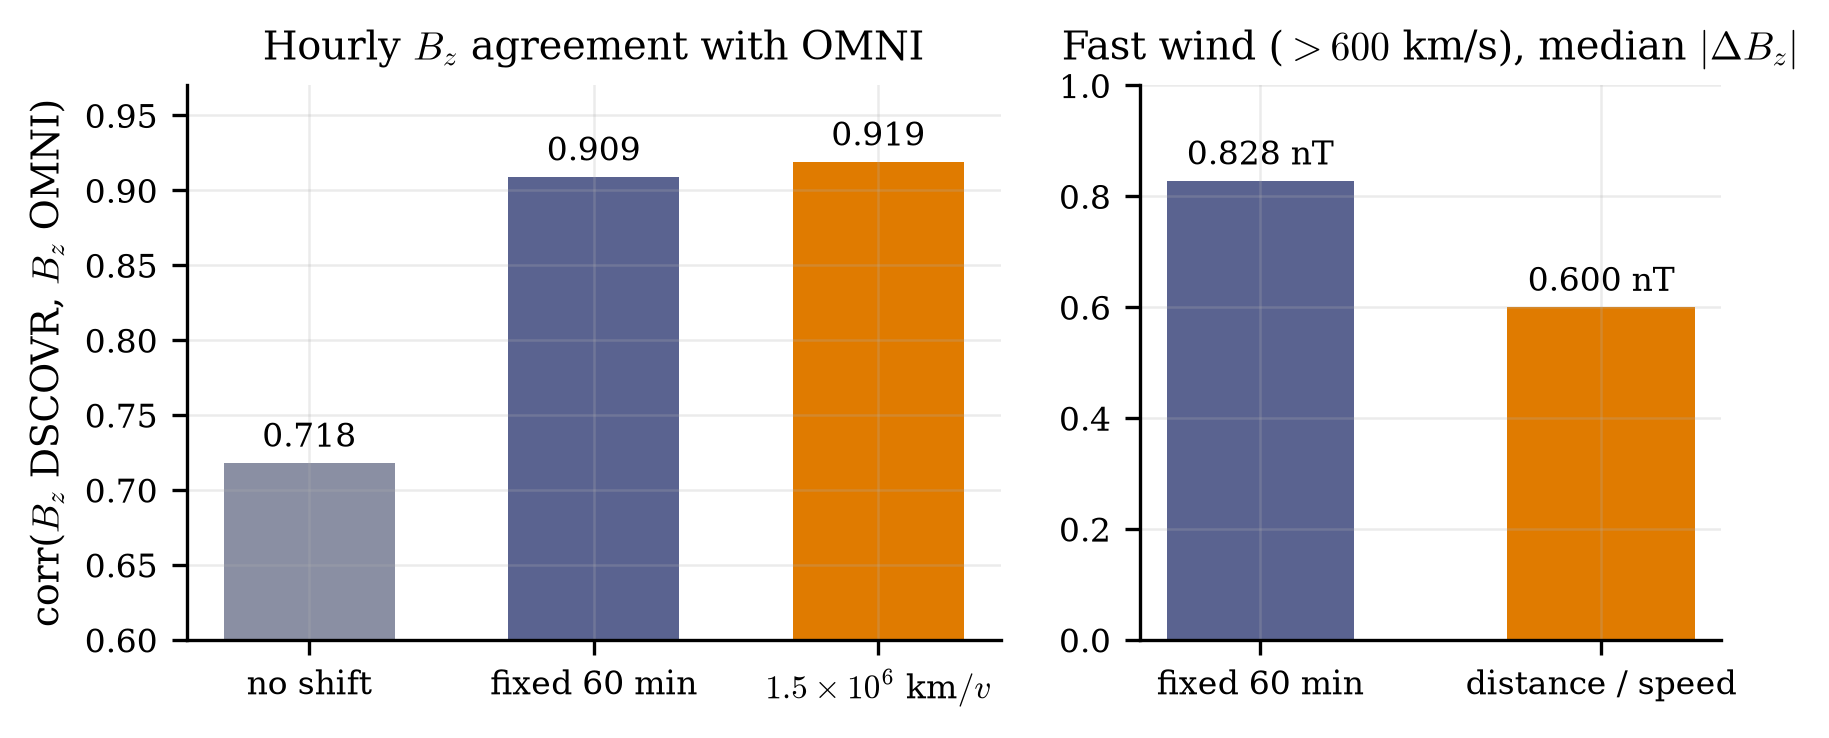 Hourly $B_z$ agreement with OMNI
corr($B_z$ DSCOVR, $B_z$ OMNI)
0.95
0.90
0.85
0.80
0.75
0.70
0.65
0.60
0.718
0.909
0.919
no shift
fixed 60 min
$1.5 \times 10^6$ km/$v$
Fast wind ( $> 600$ km/s), median $|\Delta B_z|$
1.0
0.8
0.6
0.4
0.2
0.0
0.828 nT
0.600 nT
fixed 60 min
distance / speed